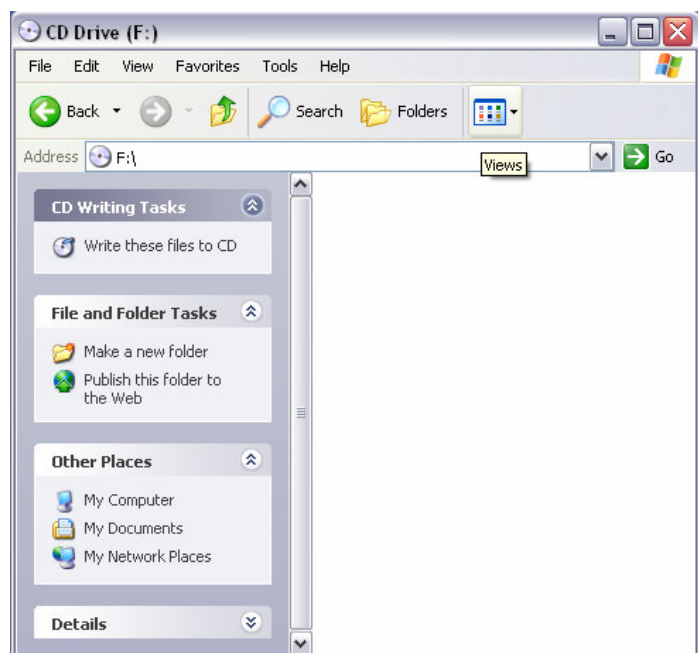 CD Drive (F:)
File Edit View Favorites Tools Help
Back Search Folders
Address F:\ Go
Views
CD Writing Tasks
Write these files to CD
File and Folder Tasks
Make a new folder
Publish this folder to
the Web
Other Places
My Computer
My Documents
My Network Places
Details